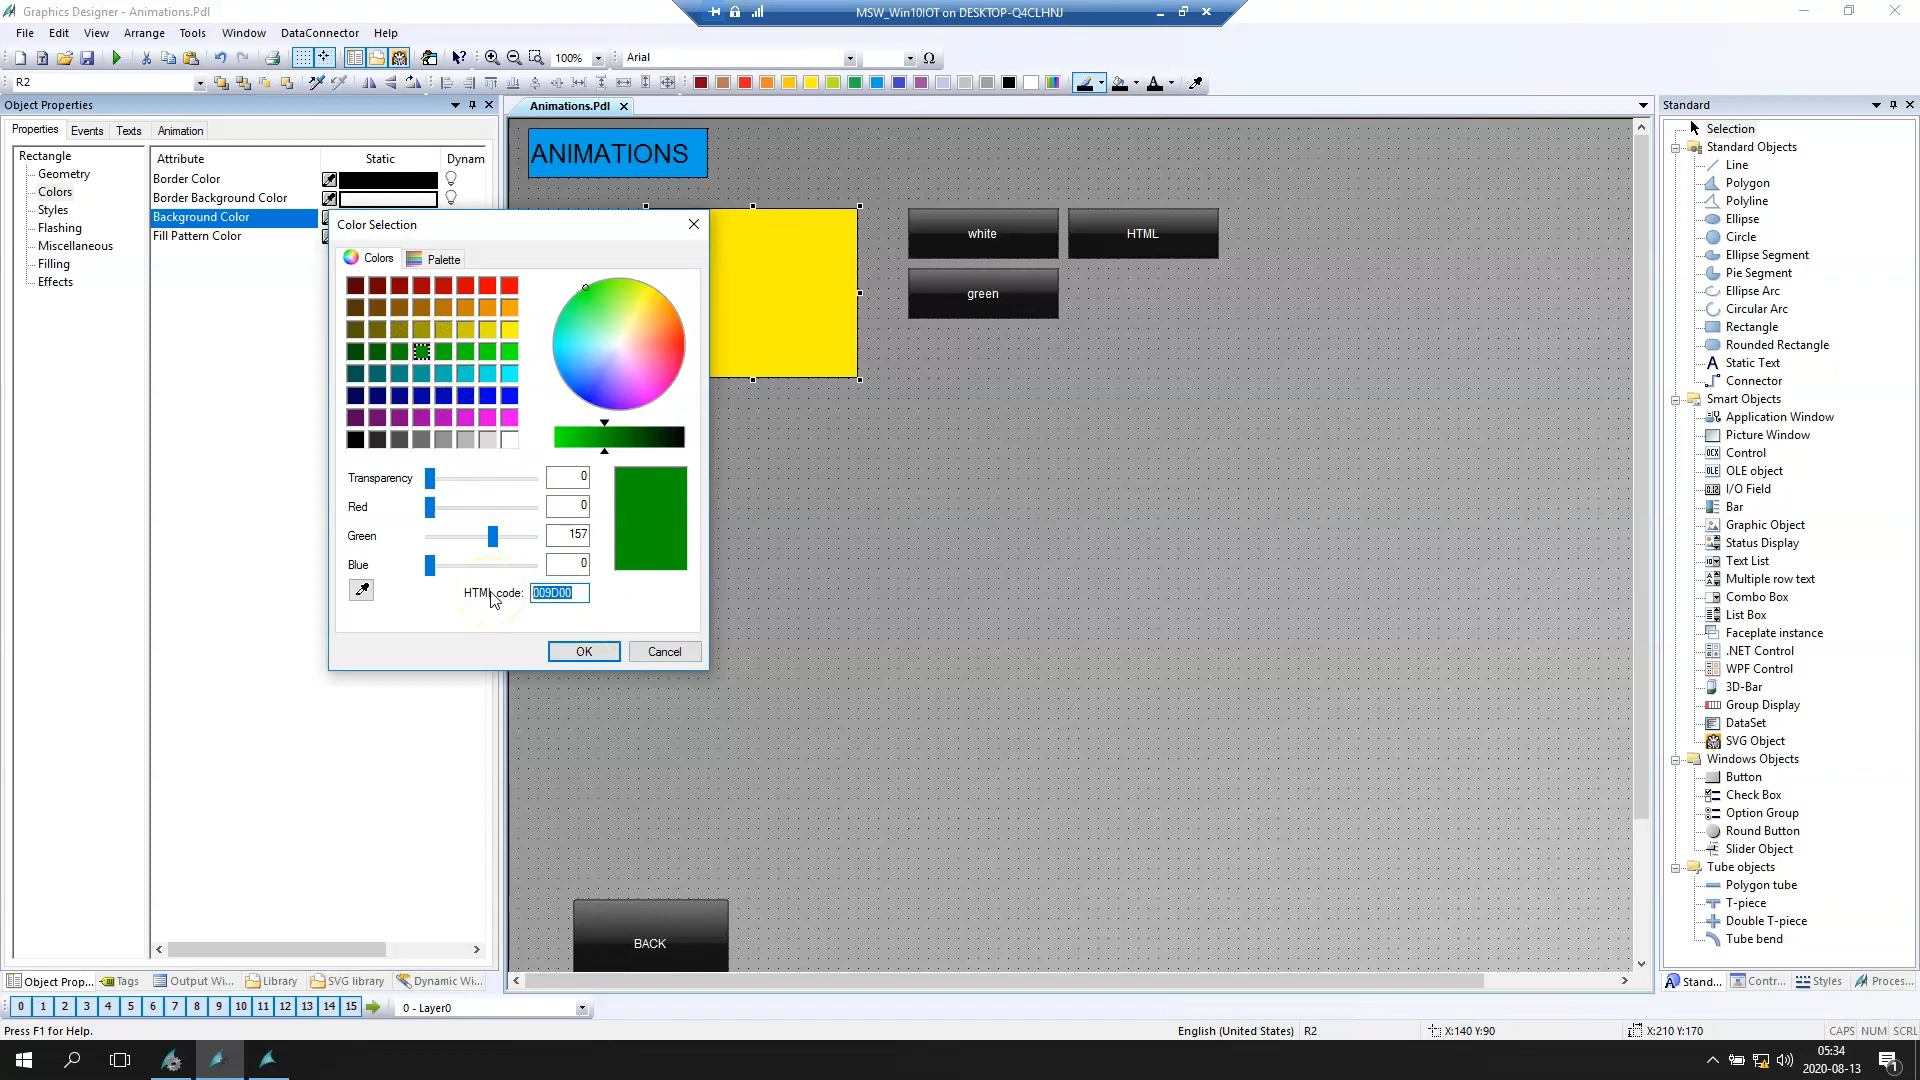 Graphics Designer - Animations.Pdl
MSW_Win10IOT on DESKTOP-Q4CLHNJ
File Edit View Arrange Tools Window DataConnector Help
100% Arial Ω
R2 A
Object Properties
Properties Events Texts Animation
Rectangle
Geometry
Colors
Styles
Flashing
Miscellaneous
Filling
Effects
Attribute Static Dynam
Border Color
Border Background Color
Background Color
Fill Pattern Color
Color Selection
Colors Palette
Transparency 0
Red 0
Green 157
Blue 0
HTML code: 009D00
OK Cancel
Animations.Pdl
ANIMATIONS
white HTML
green
BACK
Standard
Selection
Standard Objects
Line
Polygon
Polyline
Ellipse
Circle
Ellipse Segment
Pie Segment
Ellipse Arc
Circular Arc
Rectangle
Rounded Rectangle
A Static Text
Connector
Smart Objects
Application Window
Picture Window
OCX Control
OLE OLE object
0.12 I/O Field
Bar
Graphic Object
Status Display
Text List
Multiple row text
Combo Box
List Box
Faceplate instance
.NET Control
WPF Control
3D-Bar
Group Display
DataSet
SVG Object
Windows Objects
Button
Check Box
Option Group
Round Button
Slider Object
Tube objects
Polygon tube
T-piece
Double T-piece
Tube bend
Object Prop... Tags Output Wi... Library SVG library Dynamic Wi...
Stand... Contr... Styles Proces...
0 1 2 3 4 5 6 7 8 9 10 11 12 13 14 15 0 - Layer0
Press F1 for Help. English (United States) R2 X:140 Y:90 X:210 Y:170 CAPS NUM SCRL
05:34
2020-08-13
1